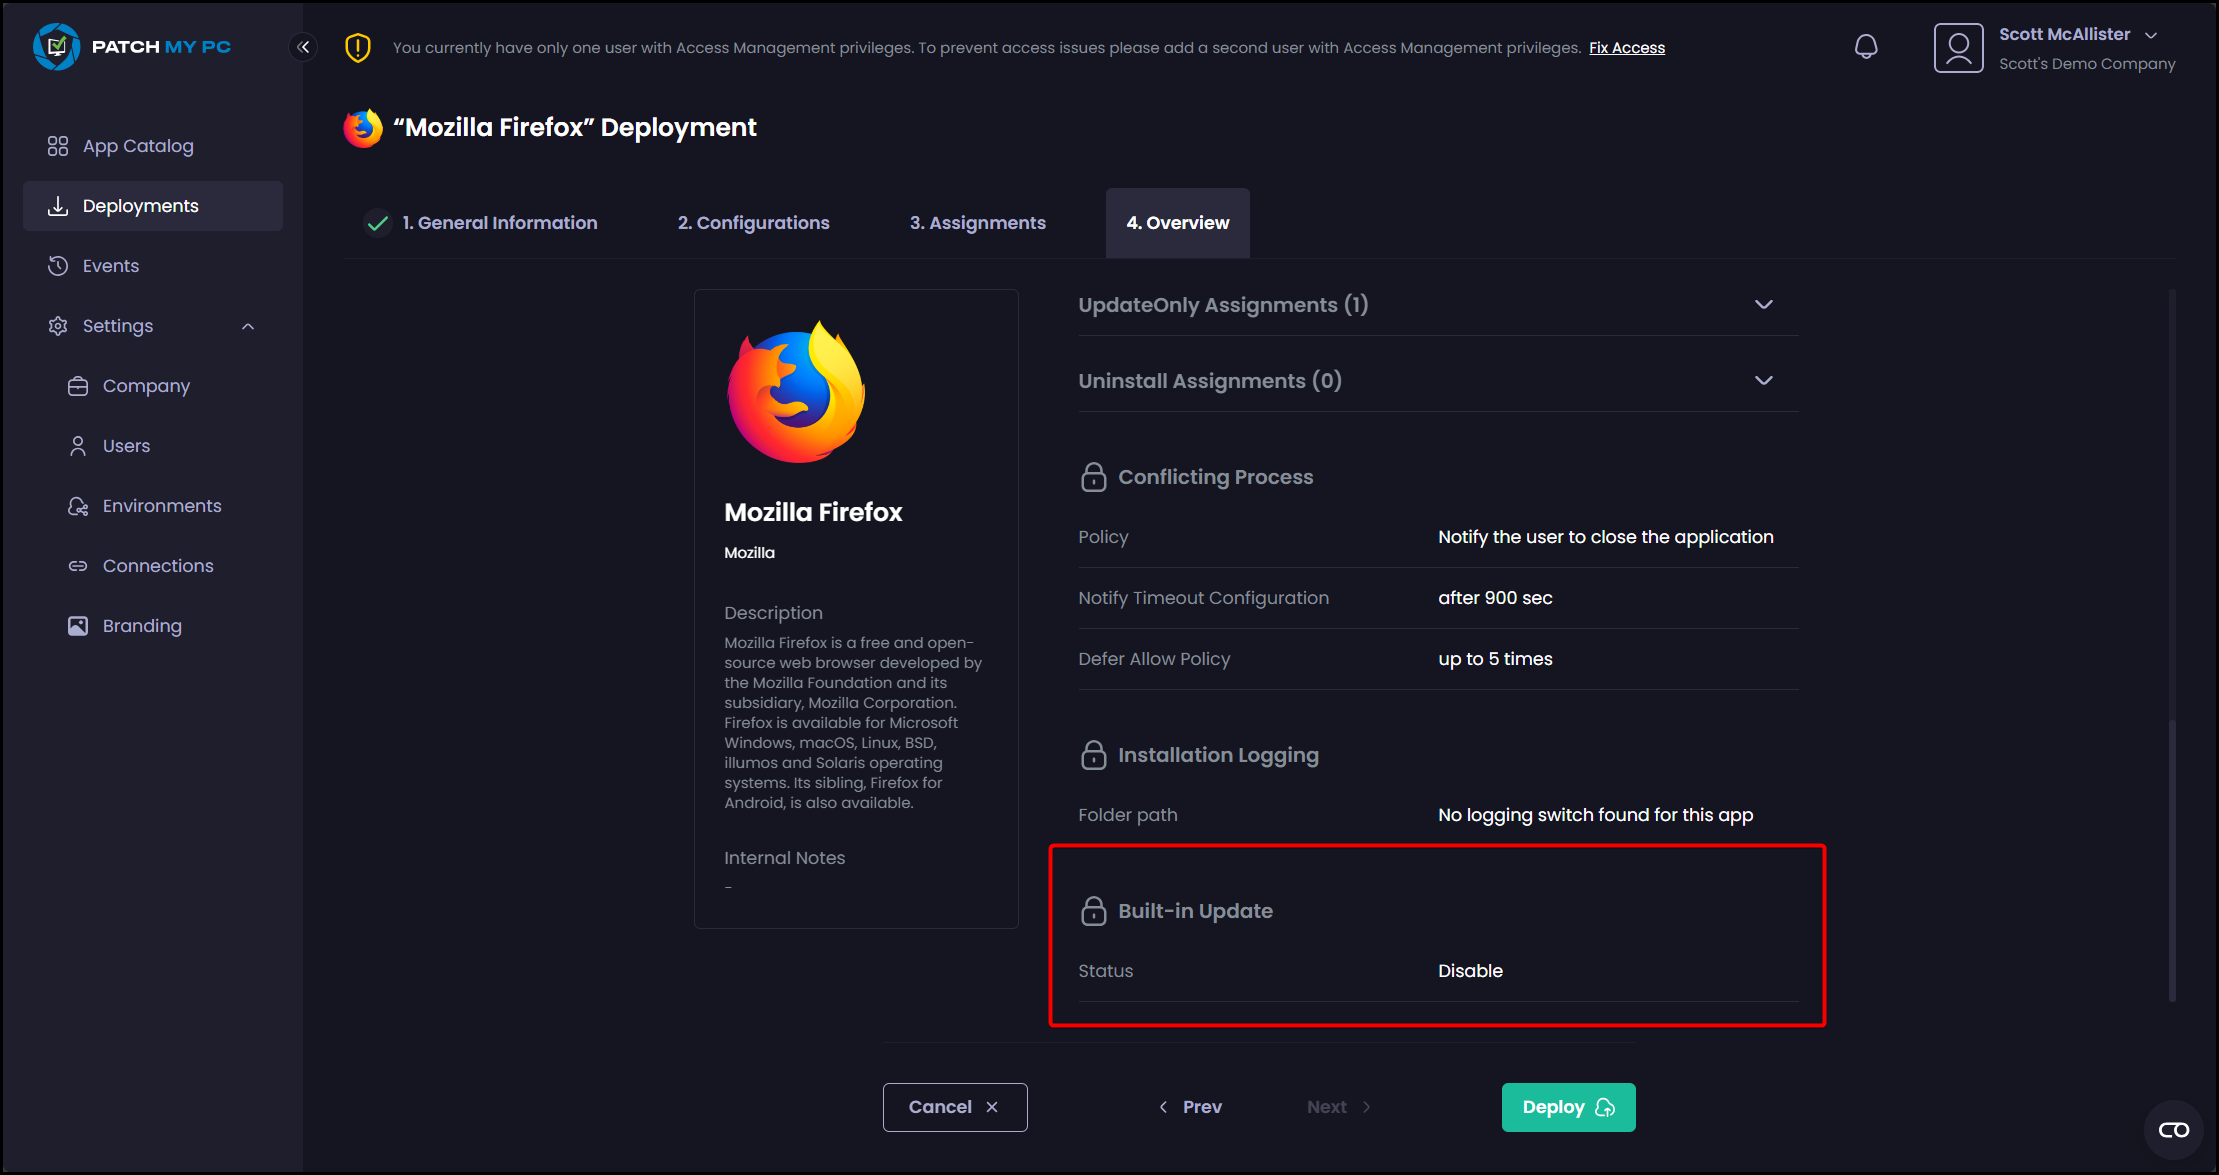 PATCH MY PC
You currently have only one user with Access Management privileges. To prevent access issues please add a second user with Access Management privileges. Fix Access
Scott McAllister
Scott's Demo Company
App Catalog
Deployments
Events
Settings
Company
Users
Environments
Connections
Branding
“Mozilla Firefox” Deployment
1. General Information
2. Configurations
3. Assignments
4. Overview
Mozilla Firefox
Mozilla
Description
Mozilla Firefox is a free and open-
source web browser developed by
the Mozilla Foundation and its
subsidiary, Mozilla Corporation.
Firefox is available for Microsoft
Windows, macOS, Linux, BSD,
illumos and Solaris operating
systems. Its sibling, Firefox for
Android, is also available.
Internal Notes
-
UpdateOnly Assignments (1)
Uninstall Assignments (0)
Conflicting Process
Policy Notify the user to close the application
Notify Timeout Configuration after 900 sec
Defer Allow Policy up to 5 times
Installation Logging
Folder path No logging switch found for this app
Built-in Update
Status Disable
Cancel
Prev
Next
Deploy